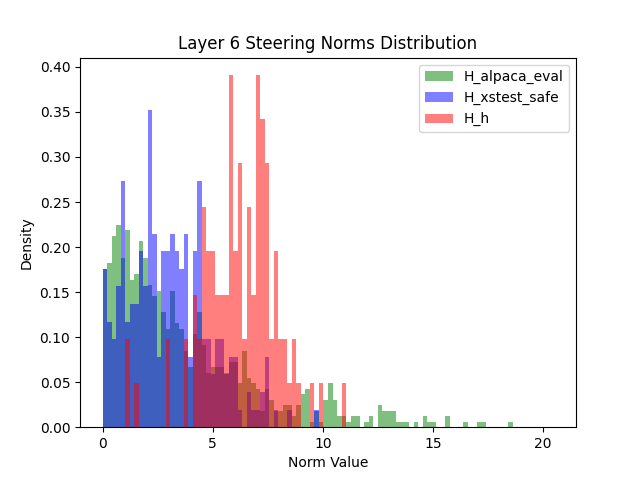 Layer 6 Steering Norms Distribution
H_alpaca_eval
H_xstest_safe
H_h
0.40
0.35
0.30
0.25
0.20
0.15
0.10
0.05
0.00
Density
0 5 10 15 20
Norm Value